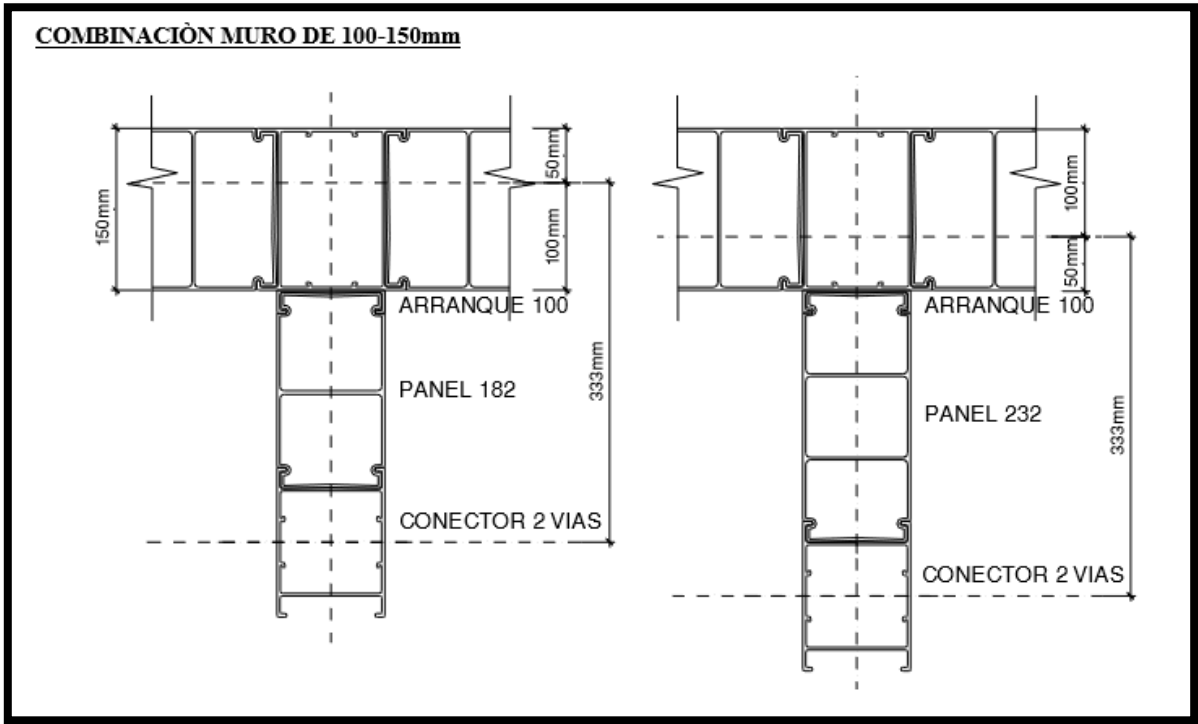 COMBINACIÒN MURO DE 100-150mm
150mm
50mm
100mm
333mm
ARRANQUE 100
PANEL 182
CONECTOR 2 VIAS
100mm
50mm
333mm
ARRANQUE 100
PANEL 232
CONECTOR 2 VIAS